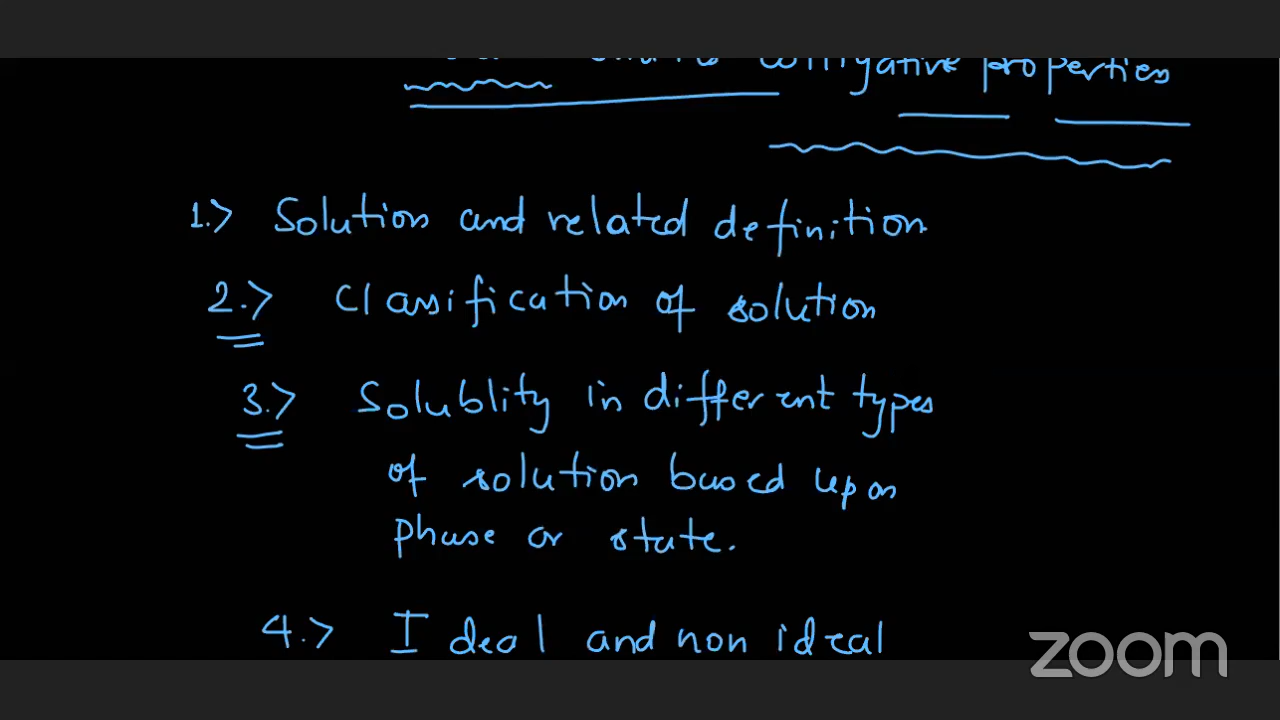 colligative properties
1.> Solution and related definition
2.> Classification of solution
3.> Solublity in different types
of solution based upon
phase or state.
4.> Ideal and non ideal
zoom